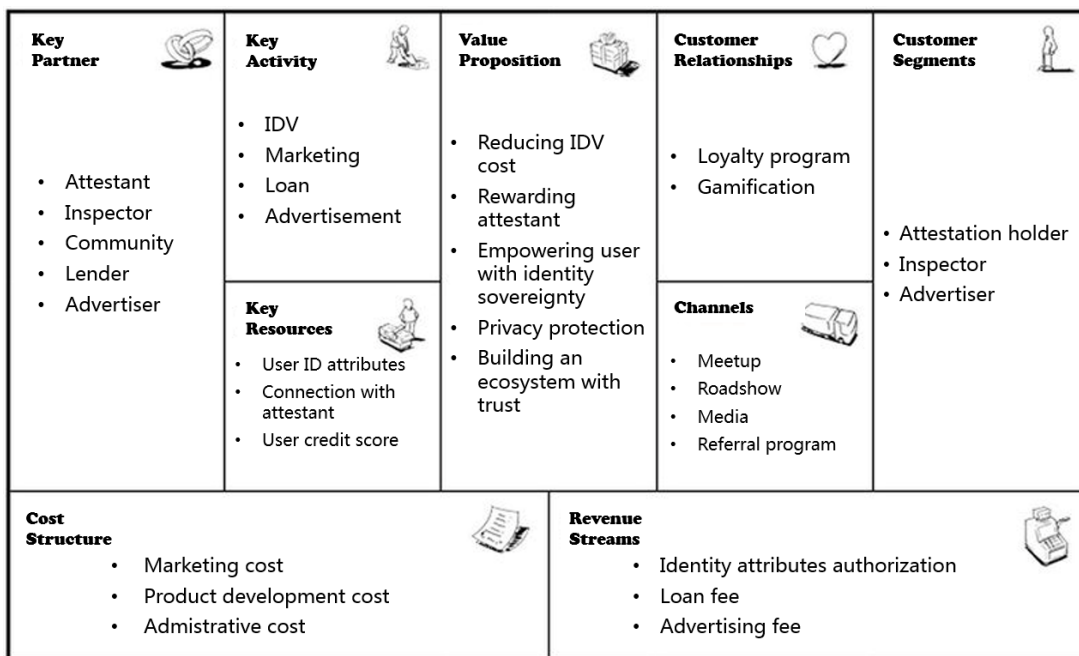 Key
Partner
• Attestant
• Inspector
• Community
• Lender
• Advertiser
Key
Activity
• IDV
• Marketing
• Loan
• Advertisement
Key
Resources
• User ID attributes
• Connection with
attestant
• User credit score
Value
Proposition
• Reducing IDV
cost
• Rewarding
attestant
• Empowering user
with identity
sovereignty
• Privacy protection
• Building an
ecosystem with
trust
Customer
Relationships
• Loyalty program
• Gamification
Channels
• Meetup
• Roadshow
• Media
• Referral program
Customer
Segments
• Attestation holder
• Inspector
• Advertiser
Cost
Structure
• Marketing cost
• Product development cost
• Admistrative cost
Revenue
Streams
• Identity attributes authorization
• Loan fee
• Advertising fee